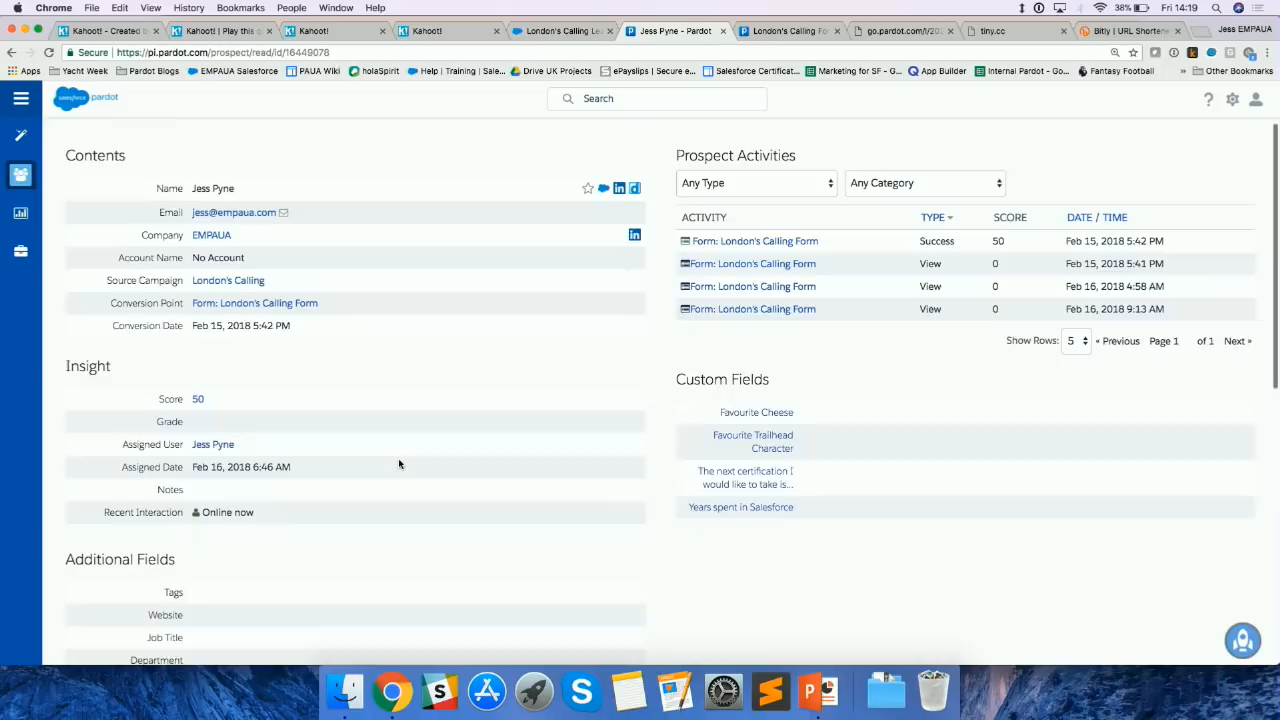 Chrome File Edit View History Bookmarks People Window Help 38% Fri 14:19
Kahoot! - Created b
Kahoot! | Play this q
Kahoot!
Kahoot!
London's Calling Le
Jess Pyne - Pardot
London's Calling Fo
go.pardot.com/l/20
tiny.cc
Bitly | URL Shortene
Jess EMPAUA
Secure https://pi.pardot.com/prospect/read/id/16449078
Apps Yacht Week Pardot Blogs EMPAUA Salesforce PAUA Wiki holaSpirit Help | Training | Sale... Drive UK Projects ePayslips | Secure e... Salesforce Certificat... Marketing for SF - G... App Builder Internal Pardot - Go... Fantasy Football » Other Bookmarks
salesforce pardot
Search
Contents
Name Jess Pyne
Email jess@empaua.com
Company EMPAUA
Account Name No Account
Source Campaign London's Calling
Conversion Point Form: London's Calling Form
Conversion Date Feb 15, 2018 5:42 PM
Insight
Score 50
Grade
Assigned User Jess Pyne
Assigned Date Feb 16, 2018 6:46 AM
Notes
Recent Interaction Online now
Additional Fields
Tags
Website
Job Title
Department
Prospect Activities
Any Type Any Category
ACTIVITY TYPE SCORE DATE / TIME
Form: London's Calling Form Success 50 Feb 15, 2018 5:42 PM
Form: London's Calling Form View 0 Feb 15, 2018 5:41 PM
Form: London's Calling Form View 0 Feb 16, 2018 4:58 AM
Form: London's Calling Form View 0 Feb 16, 2018 9:13 AM
Show Rows: 5 « Previous Page 1 of 1 Next »
Custom Fields
Favourite Cheese
Favourite Trailhead
Character
The next certification I
would like to take is...
Years spent in Salesforce